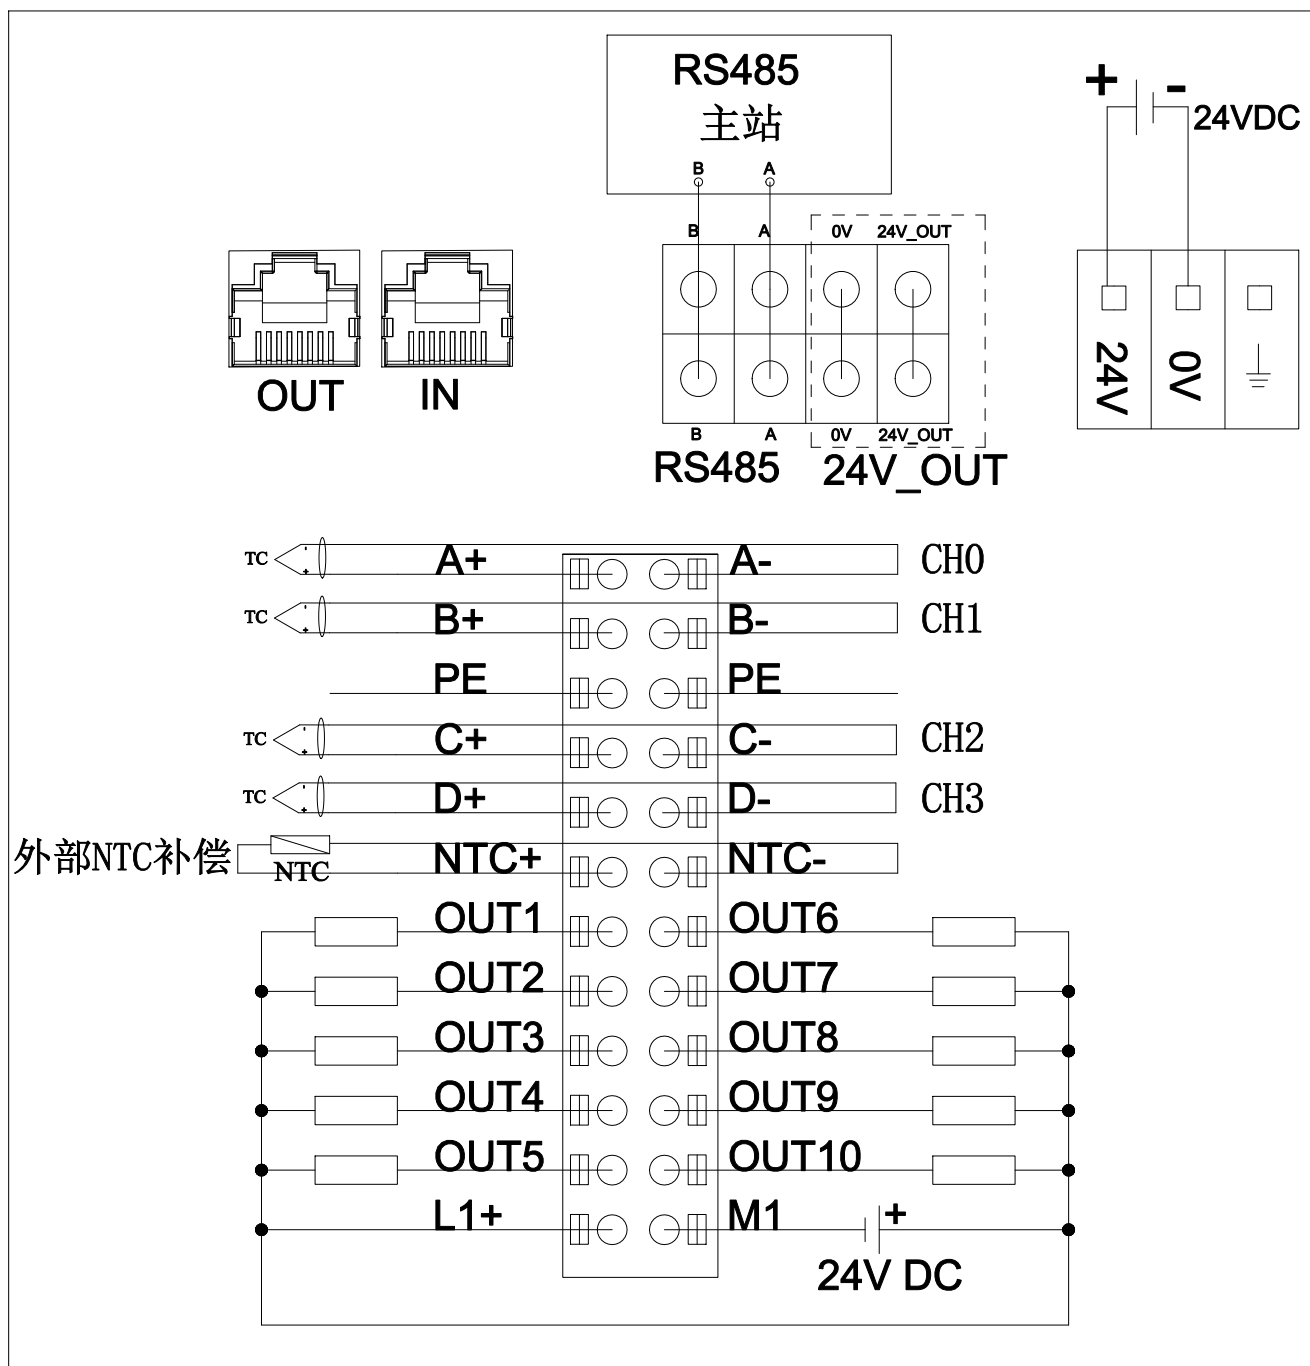 RS485
主站
B A
+ -
24VDC
B A 0V 24V_OUT
OUT IN
24V 0V
B A 0V 24V_OUT
RS485 24V_OUT
TC - + A+ A- CH0
TC - + B+ B- CH1
PE PE
TC - + C+ C- CH2
TC - + D+ D- CH3
外部NTC补偿 NTC NTC+ NTC-
OUT1 OUT6
OUT2 OUT7
OUT3 OUT8
OUT4 OUT9
OUT5 OUT10
L1+ M1 +
24V DC